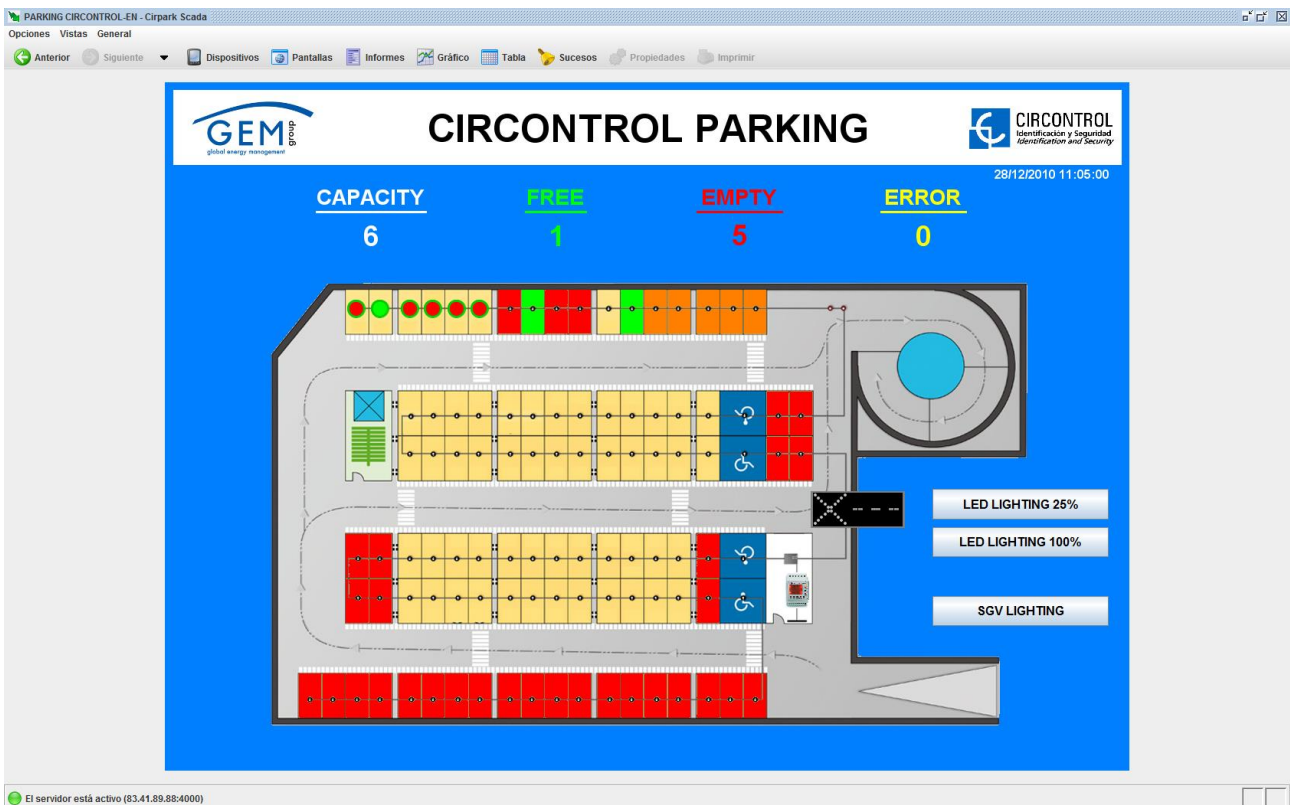 PARKING CIRCONTROL-EN - Cirpark Scada
Opciones Vistas General
Anterior Siguiente Dispositivos Pantallas Informes Gráfico Tabla Sucesos Propiedades Imprimir
GEM group
global energy management
CIRCONTROL PARKING
CIRCONTROL
Identificación y Seguridad
Identification and Security
28/12/2010 11:05:00
CAPACITY FREE EMPTY ERROR
6 1 5 0
LED LIGHTING 25%
LED LIGHTING 100%
SGV LIGHTING
El servidor está activo (83.41.89.88:4000)